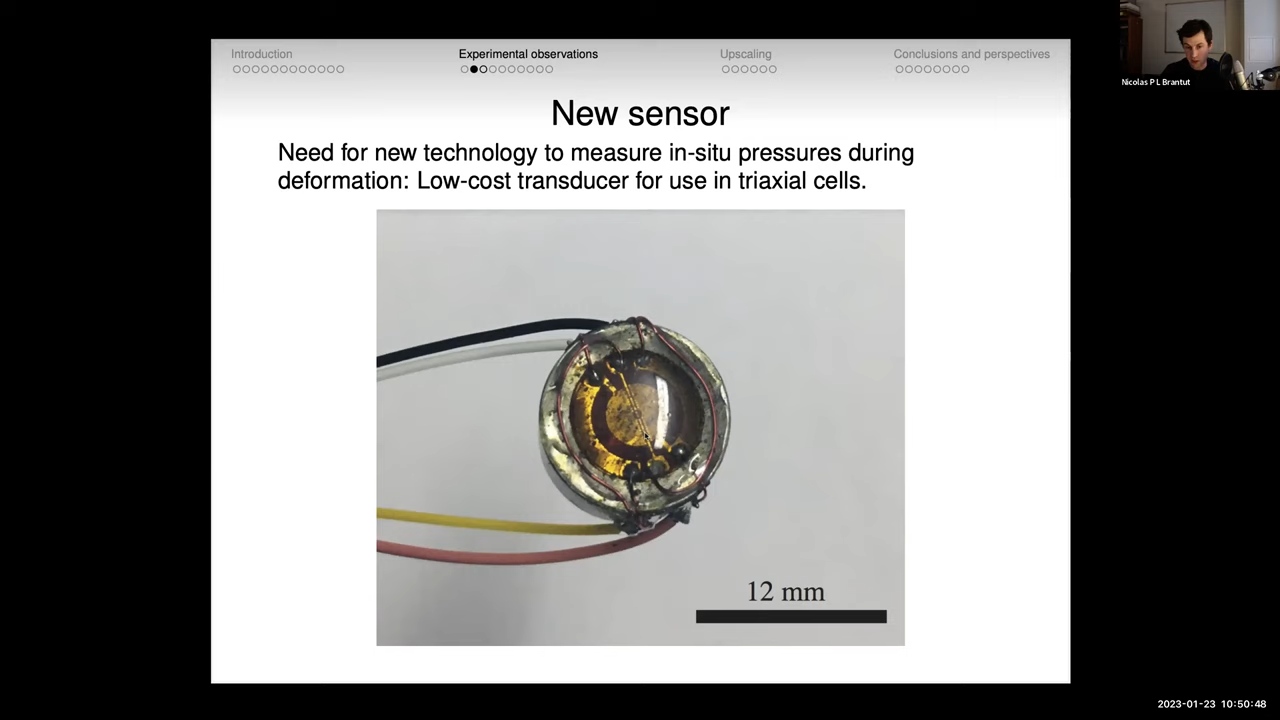 Introduction
Experimental observations
Upscaling
Conclusions and perspectives
New sensor
Need for new technology to measure in-situ pressures during
deformation: Low-cost transducer for use in triaxial cells.
12 mm
Nicolas P L Brantut
2023-01-23 10:50:48